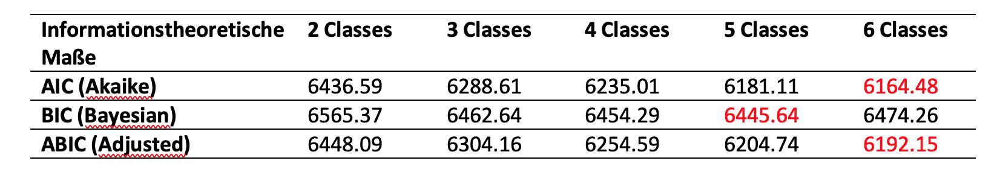 Informationstheoretische Maße 2 Classes 3 Classes 4 Classes 5 Classes 6 Classes
AIC (Akaike) 6436.59 6288.61 6235.01 6181.11 6164.48
BIC (Bayesian) 6565.37 6462.64 6454.29 6445.64 6474.26
ABIC (Adjusted) 6448.09 6304.16 6254.59 6204.74 6192.15